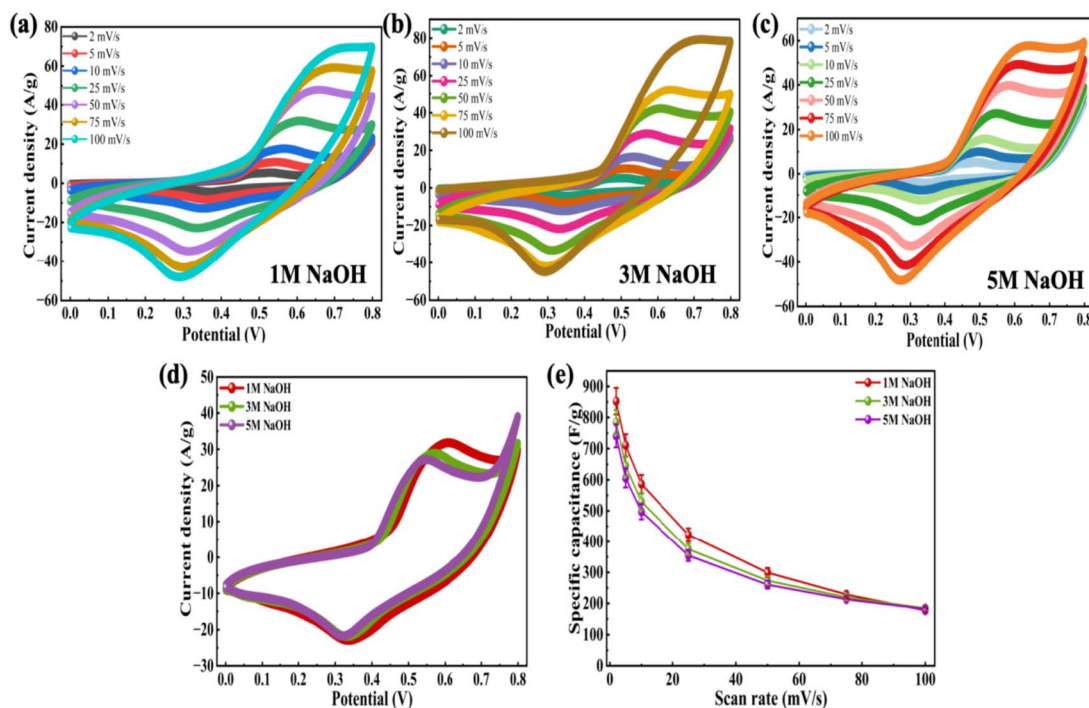 (a)
2 mV/s
5 mV/s
10 mV/s
25 mV/s
50 mV/s
75 mV/s
100 mV/s
1M NaOH
Current density (A/g)
80
60
40
20
0
−20
−40
−60
0.0 0.1 0.2 0.3 0.4 0.5 0.6 0.7 0.8
Potential (V)
(b)
2 mV/s
5 mV/s
10 mV/s
25 mV/s
50 mV/s
75 mV/s
100 mV/s
3M NaOH
Current density (A/g)
80
60
40
20
0
−20
−40
−60
0.0 0.1 0.2 0.3 0.4 0.5 0.6 0.7 0.8
Potential (V)
(c)
2 mV/s
5 mV/s
10 mV/s
25 mV/s
50 mV/s
75 mV/s
100 mV/s
5M NaOH
Current density (A/g)
60
40
20
0
−20
−40
−60
0.0 0.1 0.2 0.3 0.4 0.5 0.6 0.7 0.8
Potential (V)
(d)
1M NaOH
3M NaOH
5M NaOH
Current density (A/g)
50
40
30
20
10
0
−10
−20
−30
0.0 0.1 0.2 0.3 0.4 0.5 0.6 0.7 0.8
Potential (V)
(e)
1M NaOH
3M NaOH
5M NaOH
Specific capacitance (F/g)
900
800
700
600
500
400
300
200
100
0
0 20 40 60 80 100
Scan rate (mV/s)